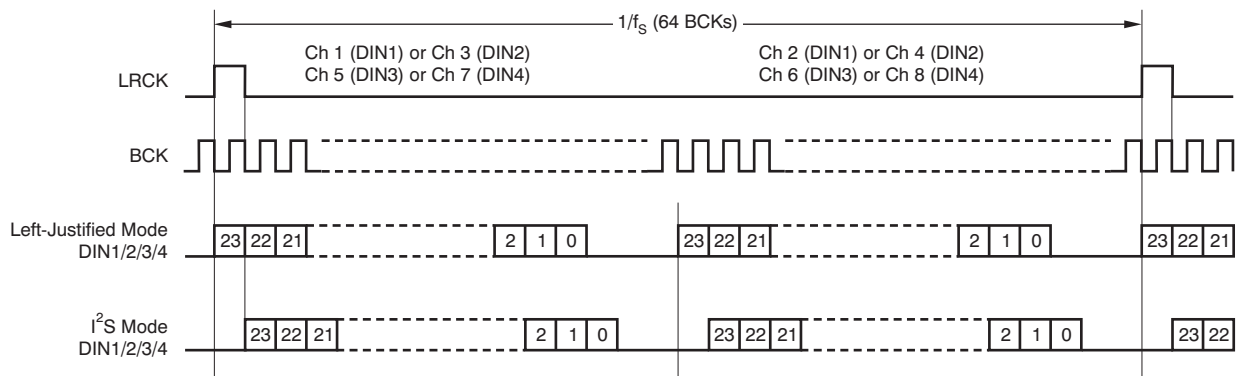 1/fS (64 BCKs)
Ch 1 (DIN1) or Ch 3 (DIN2)
Ch 5 (DIN3) or Ch 7 (DIN4)
Ch 2 (DIN1) or Ch 4 (DIN2)
Ch 6 (DIN3) or Ch 8 (DIN4)
LRCK
BCK
Left-Justified Mode
DIN1/2/3/4
23 22 21 2 1 0 23 22 21 2 1 0 23 22 21
I²S Mode
DIN1/2/3/4
23 22 21 2 1 0 23 22 21 2 1 0 23 22